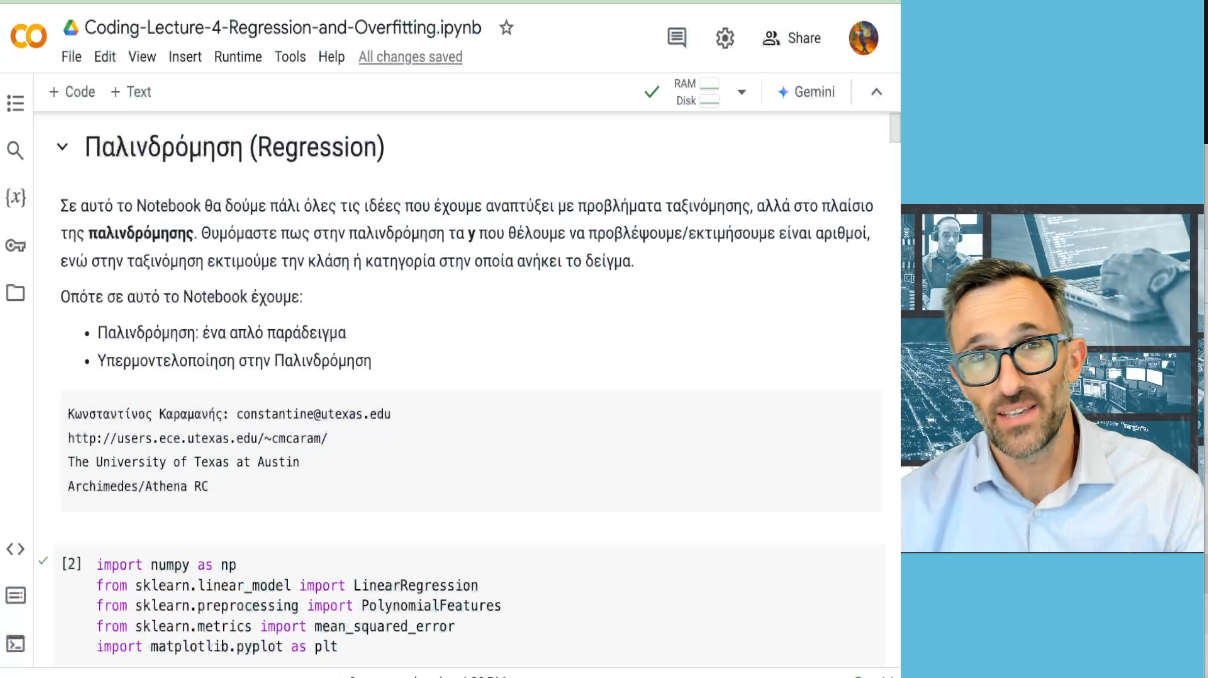 Coding-Lecture-4-Regression-and-Overfitting.ipynb
File Edit View Insert Runtime Tools Help All changes saved
Share
+ Code + Text
RAM
Disk
Gemini
Παλινδρόμηση (Regression)
Σε αυτό το Notebook θα δούμε πάλι όλες τις ιδέες που έχουμε αναπτύξει με προβλήματα ταξινόμησης, αλλά στο πλαίσιο
της παλινδρόμησης. Θυμόμαστε πως στην παλινδρόμηση τα y που θέλουμε να προβλέψουμε/εκτιμήσουμε είναι αριθμοί,
ενώ στην ταξινόμηση εκτιμούμε την κλάση ή κατηγορία στην οποία ανήκει το δείγμα.
Οπότε σε αυτό το Notebook έχουμε:
• Παλινδρόμηση: ένα απλό παράδειγμα
• Υπερμοντελοποίηση στην Παλινδρόμηση
Κωνσταντίνος Καραμανής: constantine@utexas.edu
http://users.ece.utexas.edu/~cmcaram/
The University of Texas at Austin
Archimedes/Athena RC
[2] import numpy as np
from sklearn.linear_model import LinearRegression
from sklearn.preprocessing import PolynomialFeatures
from sklearn.metrics import mean_squared_error
import matplotlib.pyplot as plt